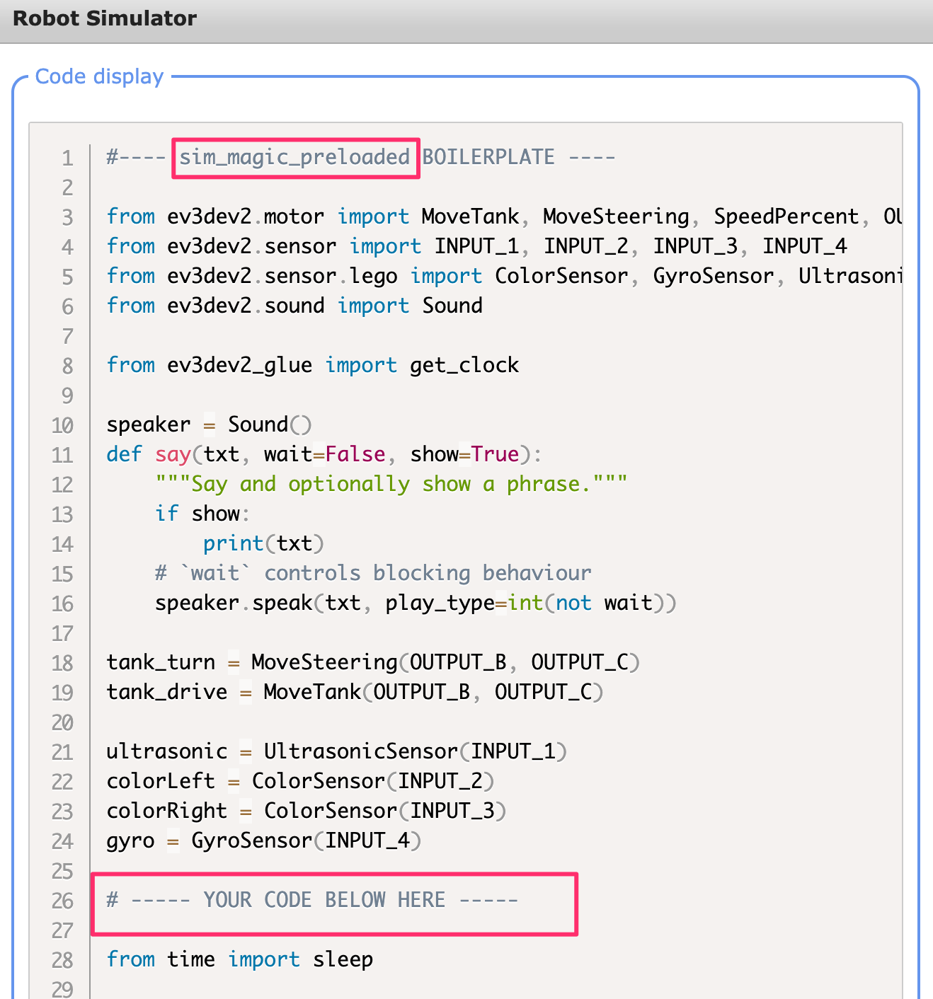 Robot Simulator
Code display
1 #---- sim_magic_preloaded BOILERPLATE ----
2
3 from ev3dev2.motor import MoveTank, MoveSteering, SpeedPercent, OU
4 from ev3dev2.sensor import INPUT_1, INPUT_2, INPUT_3, INPUT_4
5 from ev3dev2.sensor.lego import ColorSensor, GyroSensor, Ultrasoni
6 from ev3dev2.sound import Sound
7
8 from ev3dev2_glue import get_clock
9
10 speaker = Sound()
11 def say(txt, wait=False, show=True):
12     """Say and optionally show a phrase."""
13     if show:
14         print(txt)
15     # `wait` controls blocking behaviour
16     speaker.speak(txt, play_type=int(not wait))
17
18 tank_turn = MoveSteering(OUTPUT_B, OUTPUT_C)
19 tank_drive = MoveTank(OUTPUT_B, OUTPUT_C)
20
21 ultrasonic = UltrasonicSensor(INPUT_1)
22 colorLeft = ColorSensor(INPUT_2)
23 colorRight = ColorSensor(INPUT_3)
24 gyro = GyroSensor(INPUT_4)
25
26 # ----- YOUR CODE BELOW HERE -----
27
28 from time import sleep
29